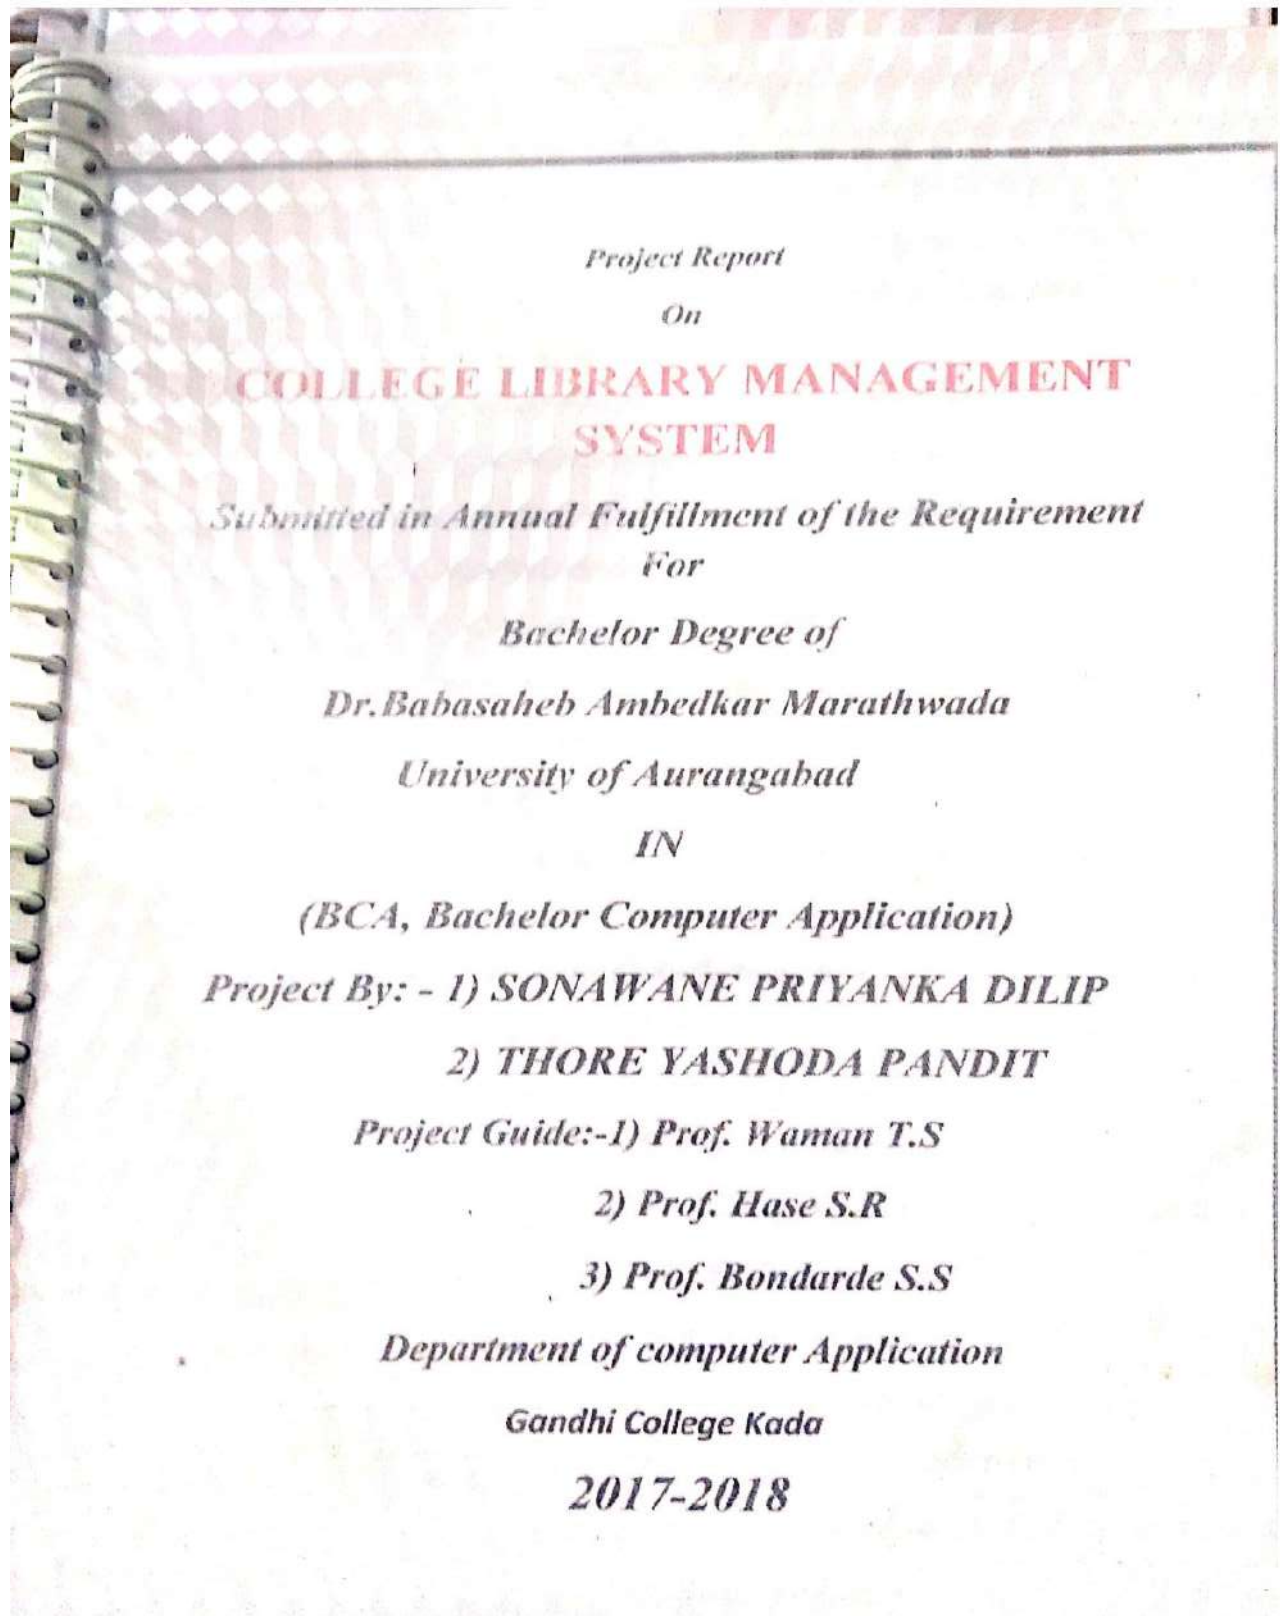 Project Report
On
COLLEGE LIBRARY MANAGEMENT
SYSTEM
Submitted in Annual Fulfillment of the Requirement
For
Bachelor Degree of
Dr.Babasaheb Ambedkar Marathwada
University of Aurangabad
IN
(BCA, Bachelor Computer Application)
Project By: - 1) SONAWANE PRIYANKA DILIP
2) THORE YASHODA PANDIT
Project Guide:-1) Prof. Waman T.S
2) Prof. Hase S.R
3) Prof. Bondarde S.S
Department of computer Application
Gandhi College Kada
2017-2018